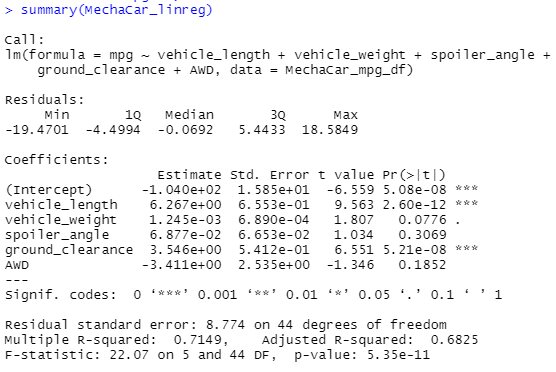 > summary(MechaCar_linreg)
Call:
lm(formula = mpg ~ vehicle_length + vehicle_weight + spoiler_angle +
    ground_clearance + AWD, data = MechaCar_mpg_df)
Residuals:
     Min       1Q   Median       3Q      Max
-19.4701  -4.4994  -0.0692   5.4433  18.5849
Coefficients:
                   Estimate Std. Error t value Pr(>|t|)
(Intercept)      -1.040e+02  1.585e+01  -6.559 5.08e-08 ***
vehicle_length    6.267e+00  6.553e-01   9.563 2.60e-12 ***
vehicle_weight    1.245e-03  6.890e-04   1.807   0.0776 .
spoiler_angle     6.877e-02  6.653e-02   1.034   0.3069
ground_clearance  3.546e+00  5.412e-01   6.551 5.21e-08 ***
AWD              -3.411e+00  2.535e+00  -1.346   0.1852
---
Signif. codes:  0 ‘***’ 0.001 ‘**’ 0.01 ‘*’ 0.05 ‘.’ 0.1 ‘ ’ 1
Residual standard error: 8.774 on 44 degrees of freedom
Multiple R-squared:  0.7149,    Adjusted R-squared:  0.6825
F-statistic: 22.07 on 5 and 44 DF,  p-value: 5.35e-11